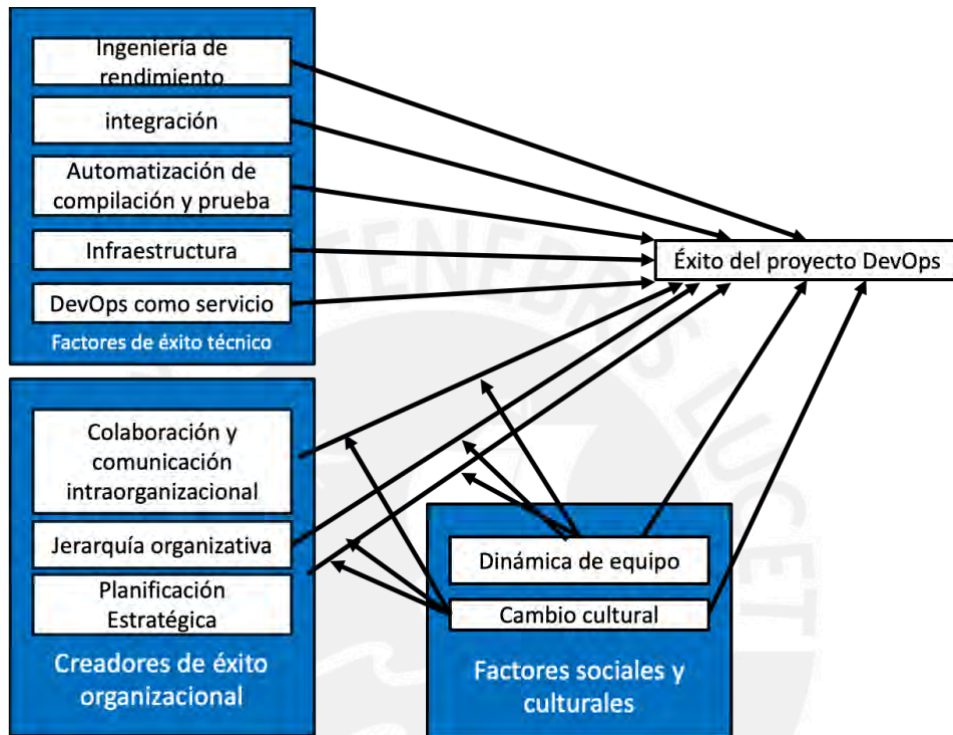 Ingeniería de
rendimiento
integración
Automatización de
compilación y prueba
Infraestructura
DevOps como servicio
Factores de éxito técnico
Éxito del proyecto DevOps
Colaboración y
comunicación
intraorganizacional
Jerarquía organizativa
Planificación
Estratégica
Creadores de éxito
organizacional
Dinámica de equipo
Cambio cultural
Factores sociales y
culturales
TENEBRIS LUCET